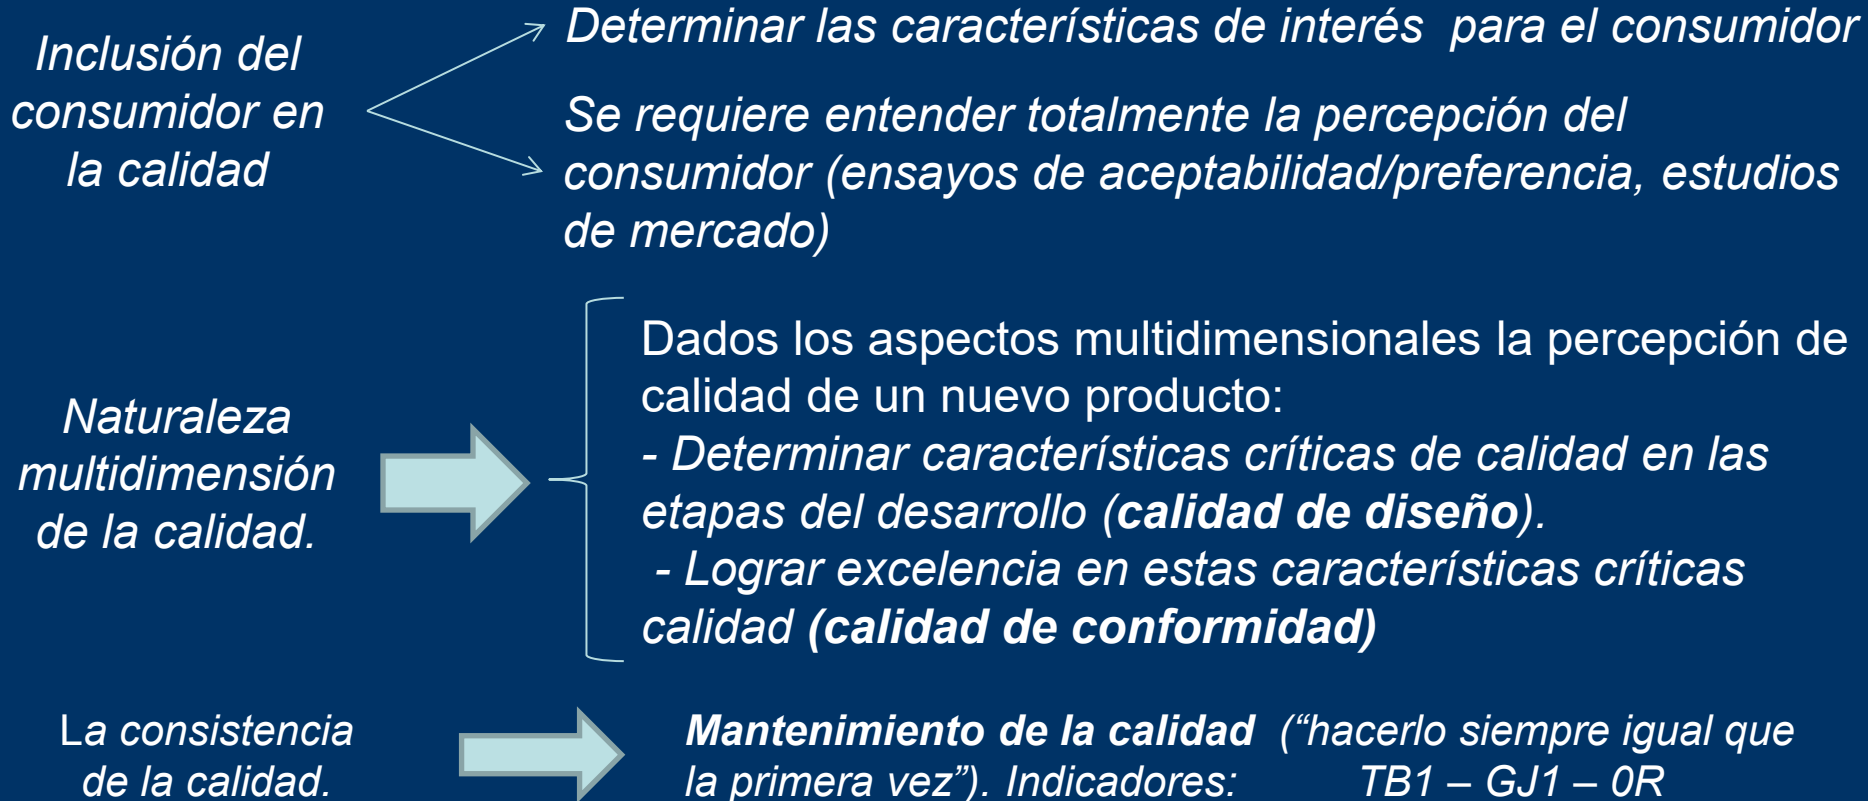 Inclusión del
consumidor en
la calidad
Determinar las características de interés para el consumidor
Se requiere entender totalmente la percepción del
consumidor (ensayos de aceptabilidad/preferencia, estudios
de mercado)
Naturaleza
multidimensión
de la calidad.
Dados los aspectos multidimensionales la percepción de
calidad de un nuevo producto:
- Determinar características críticas de calidad en las
etapas del desarrollo (calidad de diseño).
- Lograr excelencia en estas características críticas
calidad (calidad de conformidad)
La consistencia
de la calidad.
Mantenimiento de la calidad (“hacerlo siempre igual que
la primera vez”). Indicadores: TB1 – GJ1 – 0R